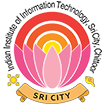 Indian Institute of Information Technology, Sri City, Chittoor
SRI CITY